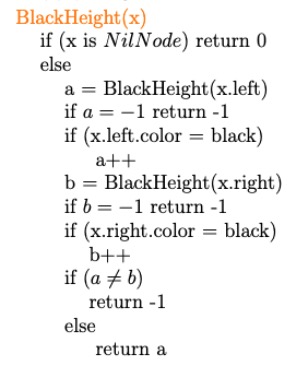 BlackHeight(x)
if (x is NilNode) return 0
else
a = BlackHeight(x.left)
if a = −1 return -1
if (x.left.color = black)
a++
b = BlackHeight(x.right)
if b = −1 return -1
if (x.right.color = black)
b++
if (a ≠ b)
return -1
else
return a